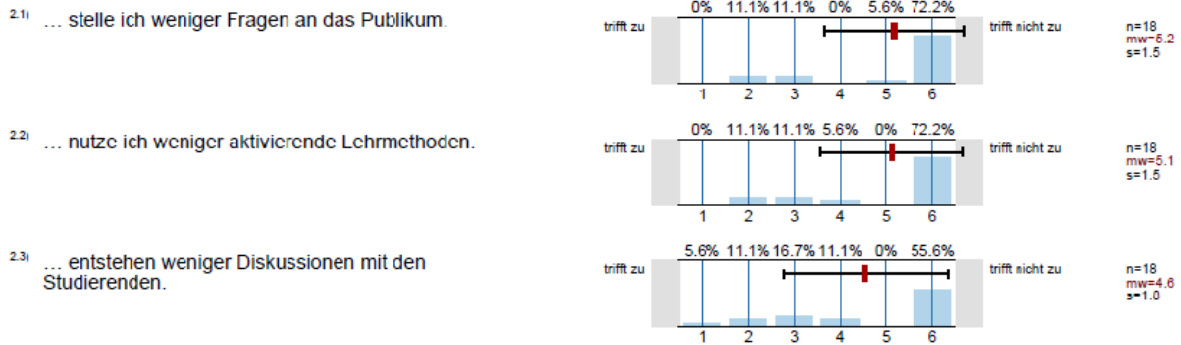 2.1) … stelle ich weniger Fragen an das Publikum.
trifft zu
0% 11.1% 11.1% 0% 5.6% 72.2%
1 2 3 4 5 6
trifft nicht zu
n=18
mw=5.2
s=1.5
2.2) … nutze ich weniger aktivierende Lehrmethoden.
trifft zu
0% 11.1% 11.1% 5.6% 0% 72.2%
1 2 3 4 5 6
trifft nicht zu
n=18
mw=5.1
s=1.5
2.3) … entstehen weniger Diskussionen mit den
Studierenden.
trifft zu
5.6% 11.1% 16.7% 11.1% 0% 55.6%
1 2 3 4 5 6
trifft nicht zu
n=18
mw=4.6